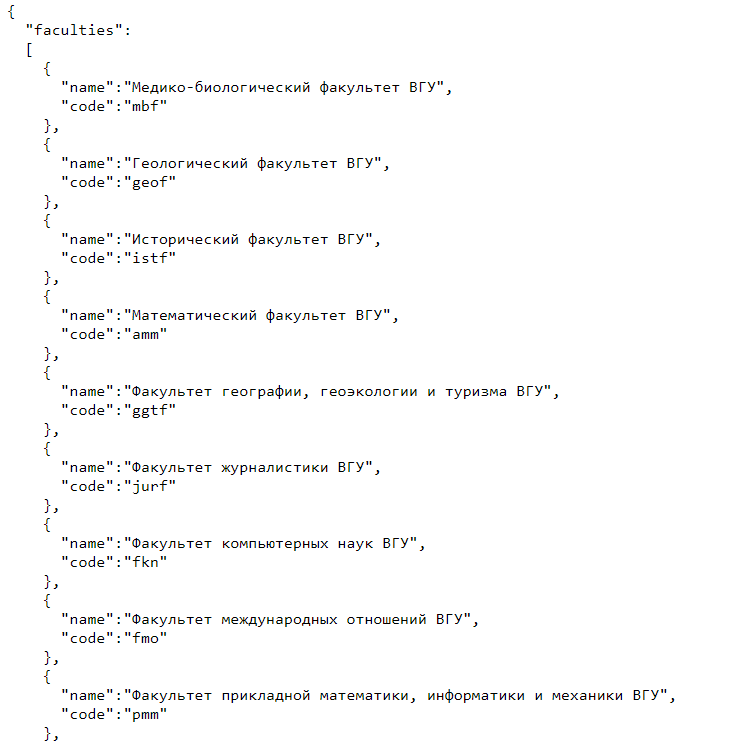 {
"faculties":
[
{
"name":"Медико-биологический факультет ВГУ",
"code":"mbf"
},
{
"name":"Геологический факультет ВГУ",
"code":"geof"
},
{
"name":"Исторический факультет ВГУ",
"code":"istf"
},
{
"name":"Математический факультет ВГУ",
"code":"amm"
},
{
"name":"Факультет географии, геоэкологии и туризма ВГУ",
"code":"ggtf"
},
{
"name":"Факультет журналистики ВГУ",
"code":"jurf"
},
{
"name":"Факультет компьютерных наук ВГУ",
"code":"fkn"
},
{
"name":"Факультет международных отношений ВГУ",
"code":"fmo"
},
{
"name":"Факультет прикладной математики, информатики и механики ВГУ",
"code":"pmm"
},